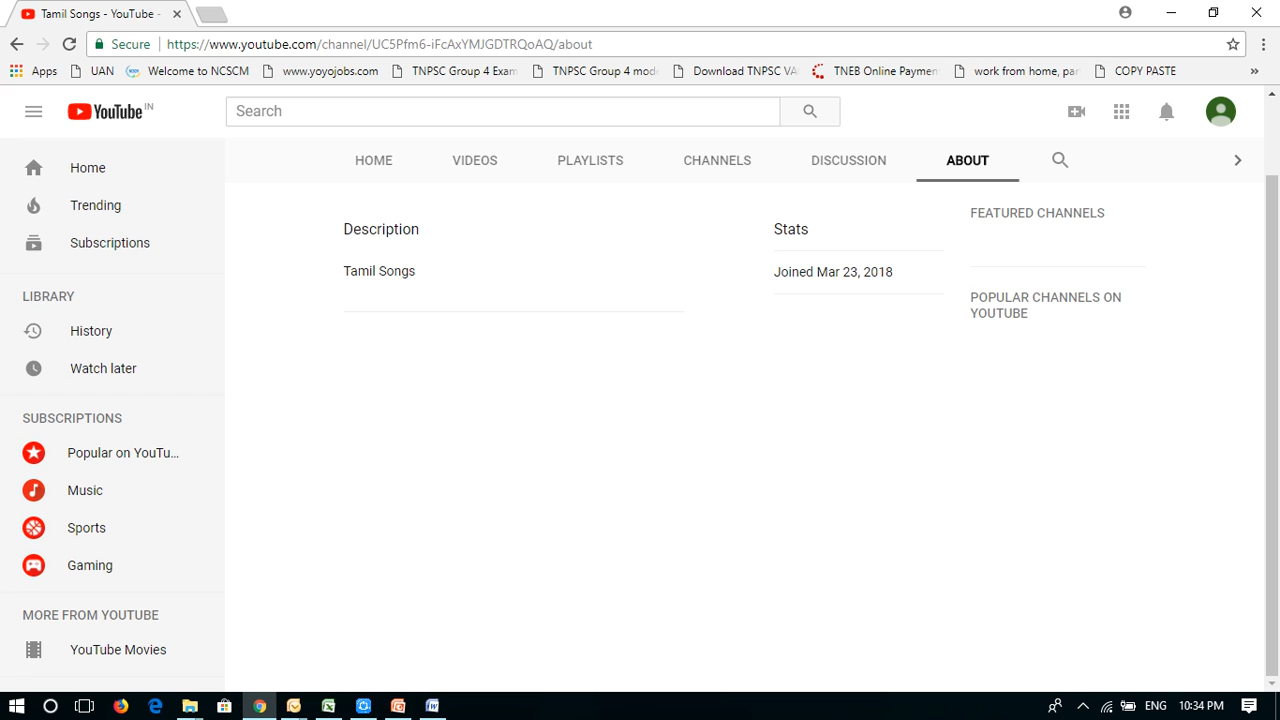 Tamil Songs - YouTube -
Secure https://www.youtube.com/channel/UC5Pfm6-iFcAxYMJGDTRQoAQ/about
Apps UAN Welcome to NCSCM www.yoyojobs.com TNPSC Group 4 Exam TNPSC Group 4 mod Download TNPSC VA TNEB Online Paymen work from home, par COPY PASTE »
YouTube IN Search
HOME VIDEOS PLAYLISTS CHANNELS DISCUSSION ABOUT
Home
Trending
Subscriptions
LIBRARY
History
Watch later
SUBSCRIPTIONS
Popular on YouTu...
Music
Sports
Gaming
MORE FROM YOUTUBE
YouTube Movies
Description
Tamil Songs
Stats
Joined Mar 23, 2018
FEATURED CHANNELS
POPULAR CHANNELS ON
YOUTUBE
ENG 10:34 PM